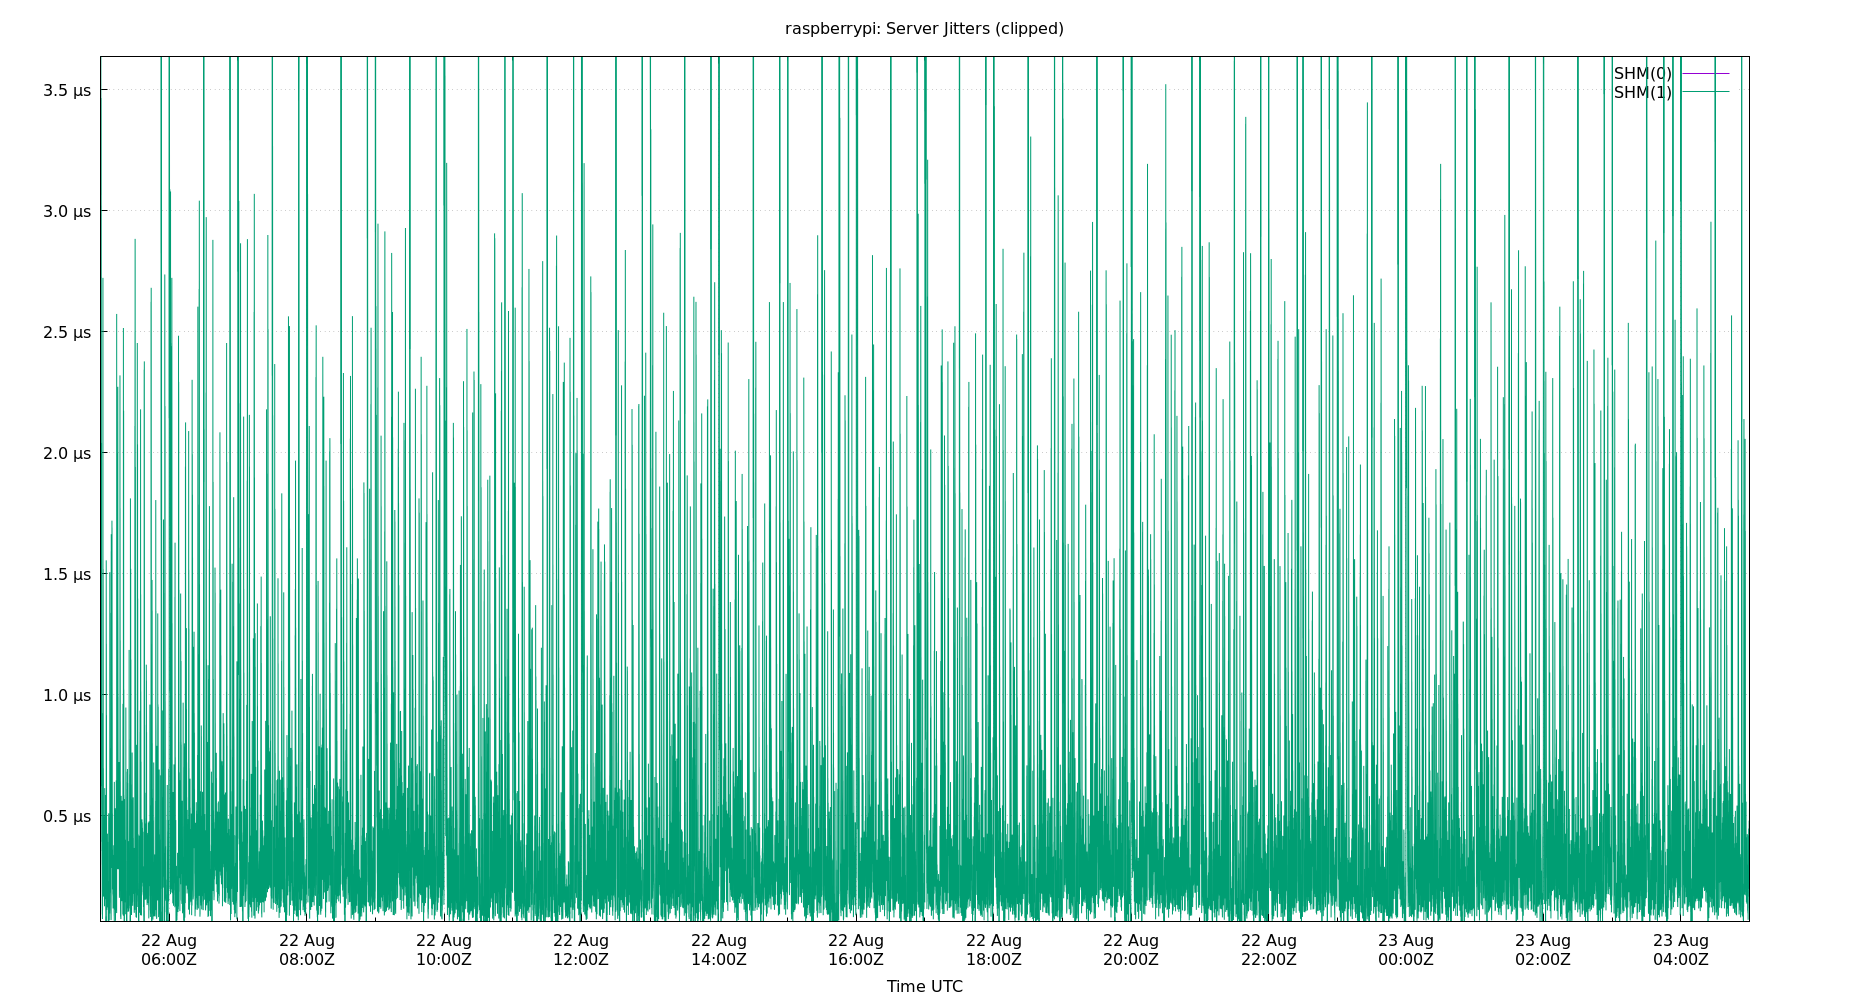 raspberrypi: Server Jitters (clipped)
SHM(0)
SHM(1)
3.5 µs
3.0 µs
2.5 µs
2.0 µs
1.5 µs
1.0 µs
0.5 µs
22 Aug 22 Aug 22 Aug 22 Aug 22 Aug 22 Aug 22 Aug 22 Aug 22 Aug 23 Aug 23 Aug 23 Aug
06:00Z 08:00Z 10:00Z 12:00Z 14:00Z 16:00Z 18:00Z 20:00Z 22:00Z 00:00Z 02:00Z 04:00Z
Time UTC